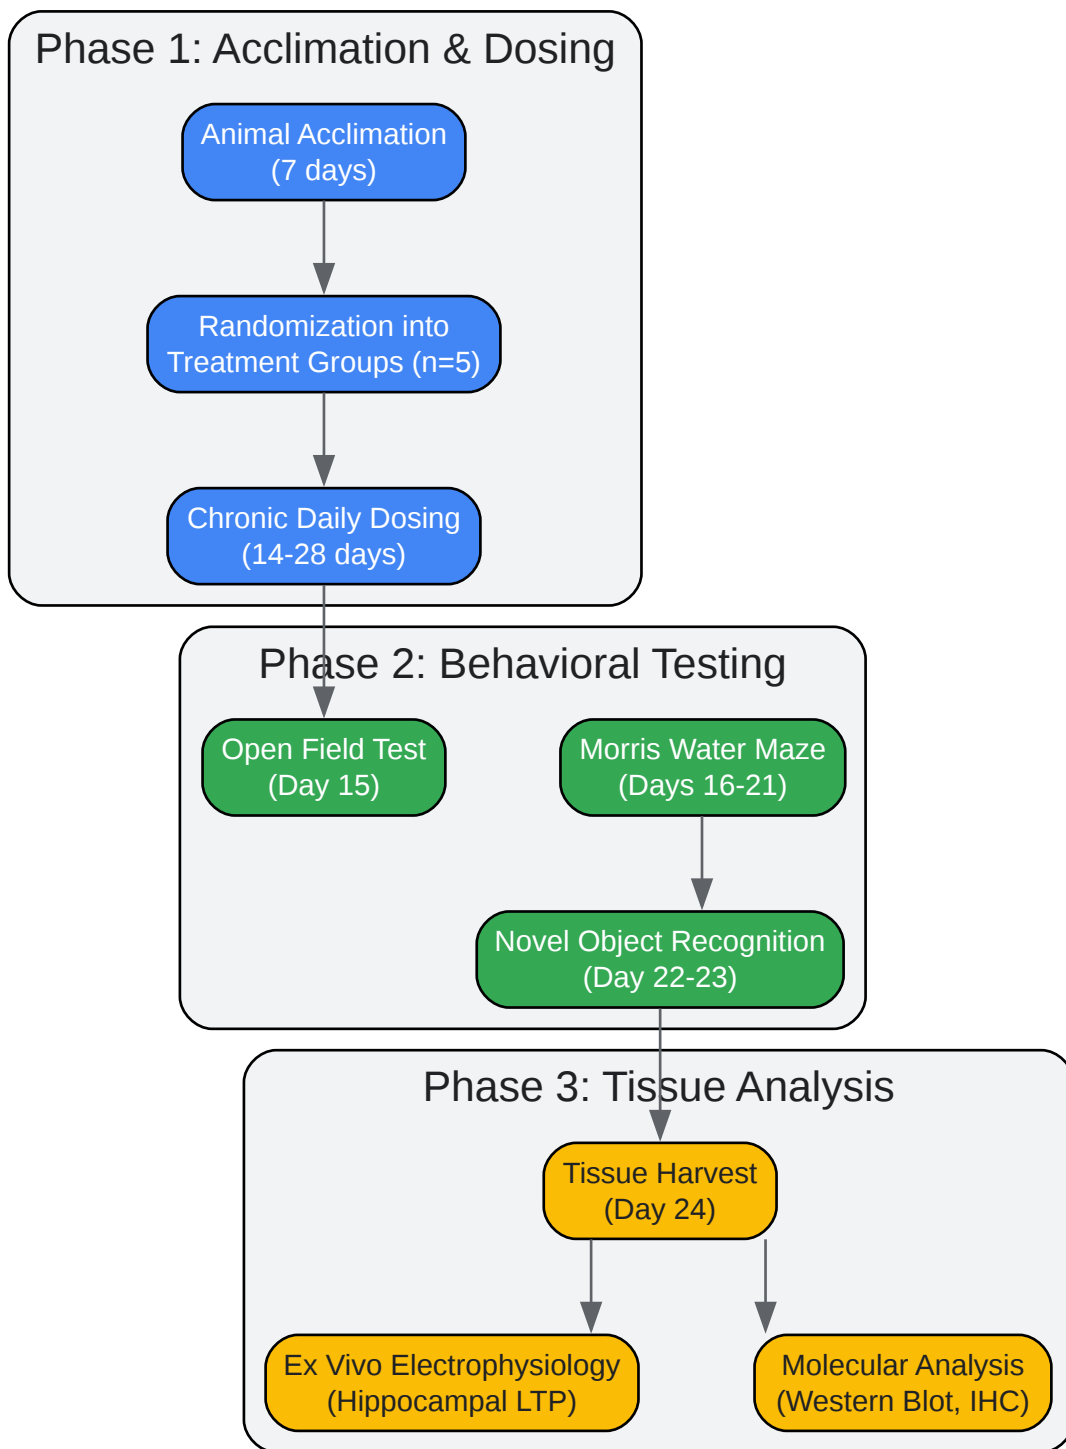 Phase 1: Acclimation & Dosing
Animal Acclimation
(7 days)
Randomization into
Treatment Groups (n=5)
Chronic Daily Dosing
(14-28 days)
Phase 2: Behavioral Testing
Open Field Test
(Day 15)
Morris Water Maze
(Days 16-21)
Novel Object Recognition
(Day 22-23)
Phase 3: Tissue Analysis
Tissue Harvest
(Day 24)
Ex Vivo Electrophysiology
(Hippocampal LTP)
Molecular Analysis
(Western Blot, IHC)